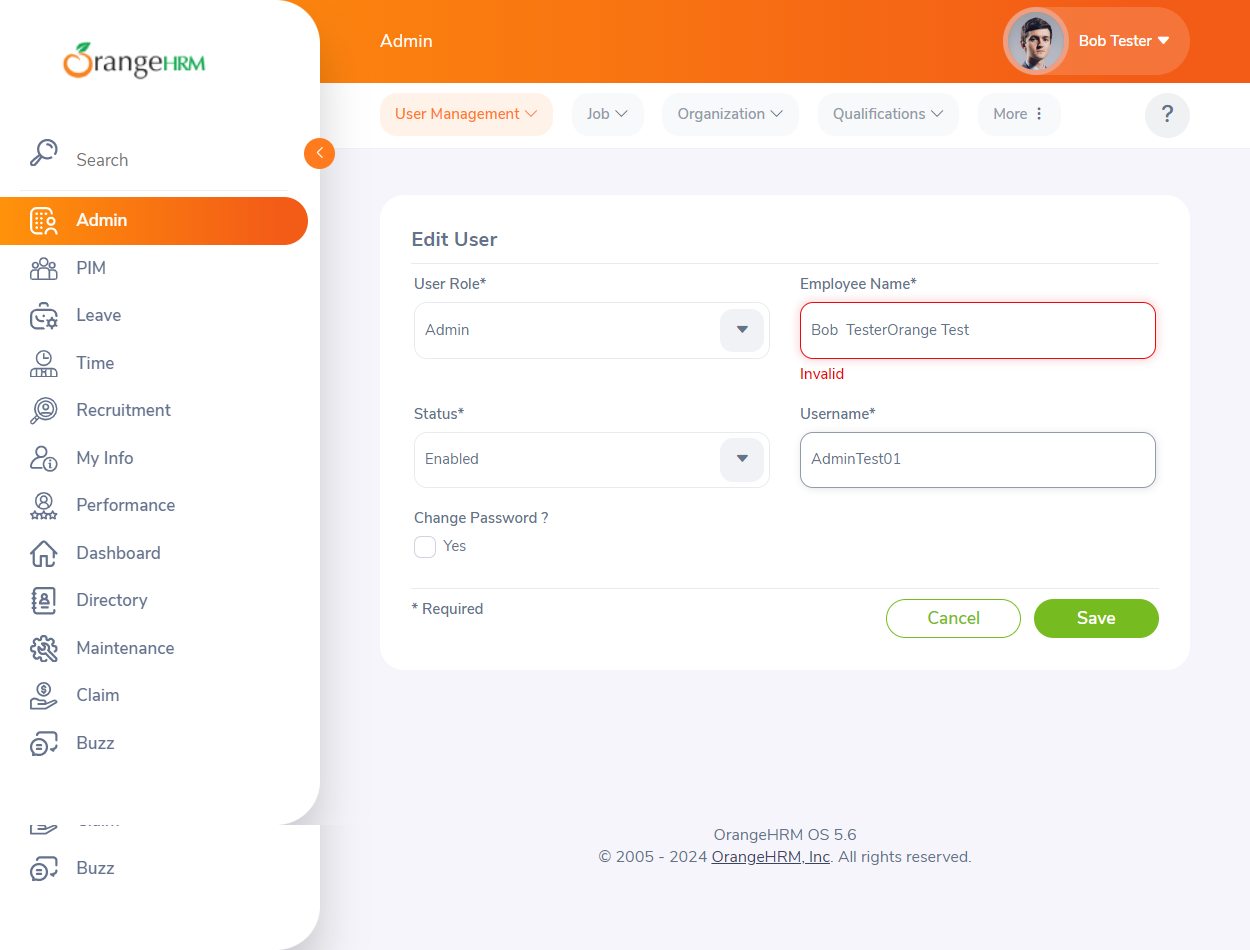 OrangeHRM
Admin
Bob Tester
User Management
Job
Organization
Qualifications
More
?
Search
Admin
PIM
Leave
Time
Recruitment
My Info
Performance
Dashboard
Directory
Maintenance
Claim
Buzz
Edit User
User Role*
Admin
Employee Name*
Bob  TesterOrange Test
Invalid
Status*
Enabled
Username*
AdminTest01
Change Password ?
Yes
* Required
Cancel
Save
Claim
Buzz
OrangeHRM OS 5.6
© 2005 - 2024 OrangeHRM, Inc. All rights reserved.